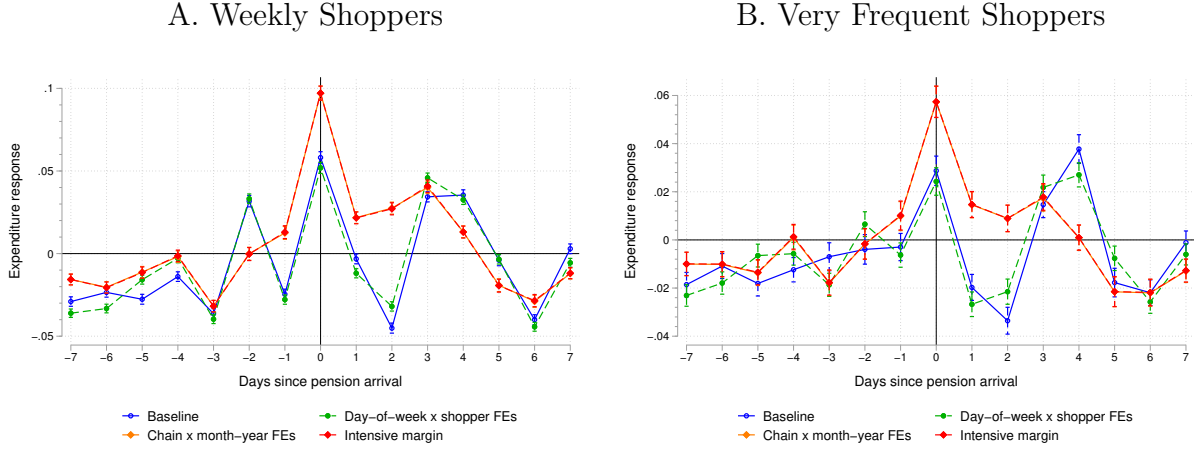 A. Weekly Shoppers
.1
.05
0
−.05
Expenditure response
−7 −6 −5 −4 −3 −2 −1 0 1 2 3 4 5 6 7
Days since pension arrival
Baseline
Day−of−week x shopper FEs
Chain x month−year FEs
Intensive margin
B. Very Frequent Shoppers
.06
.04
.02
0
−.02
−.04
Expenditure response
−7 −6 −5 −4 −3 −2 −1 0 1 2 3 4 5 6 7
Days since pension arrival
Baseline
Day−of−week x shopper FEs
Chain x month−year FEs
Intensive margin